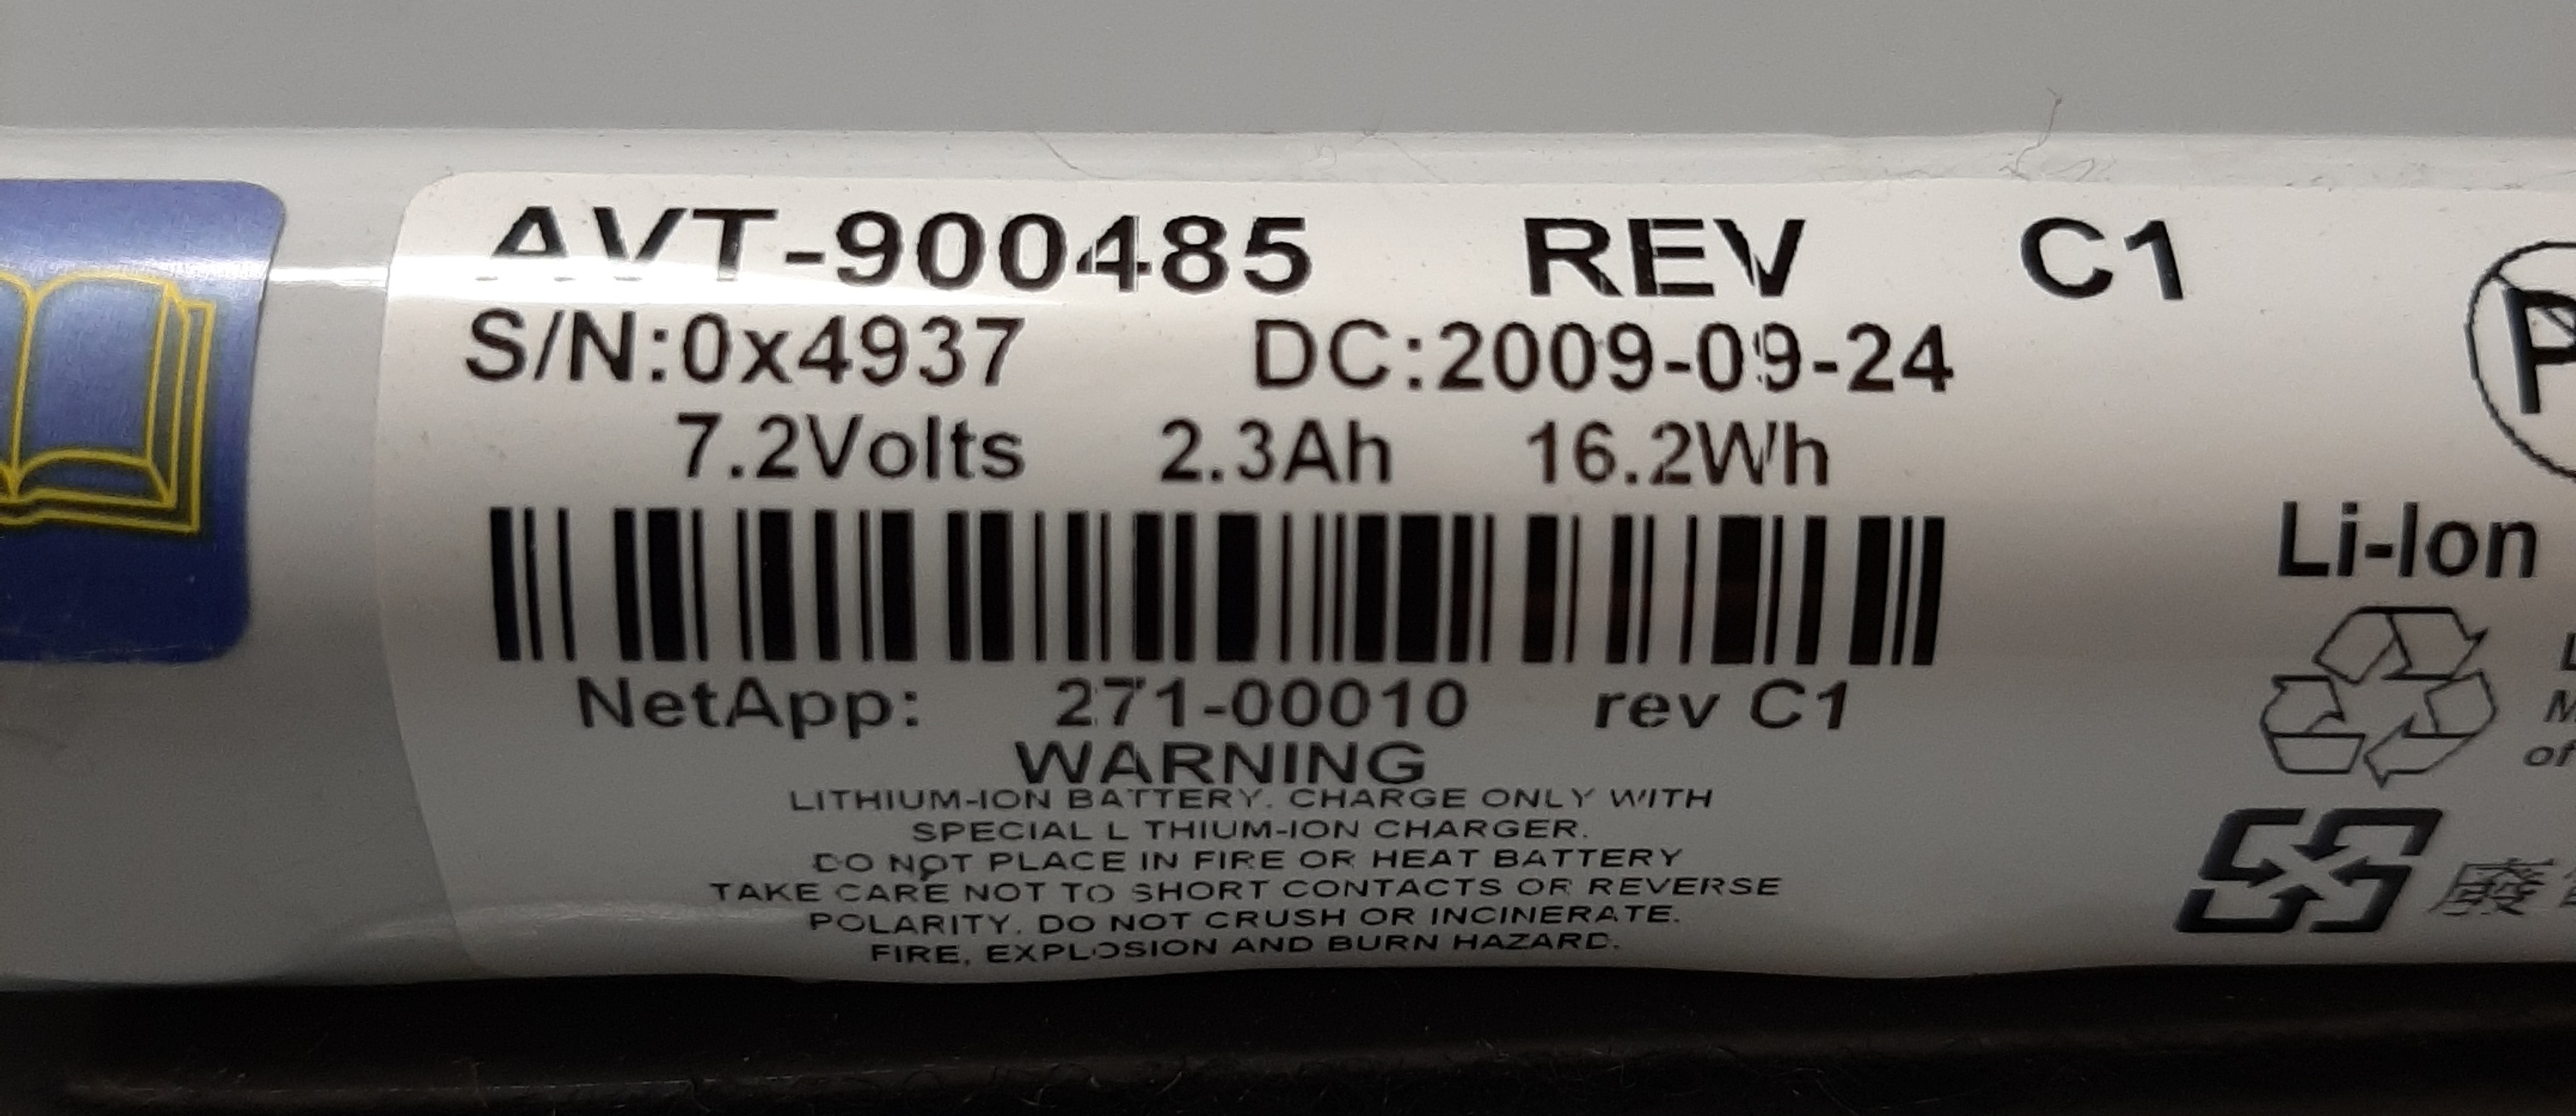 AVT-900485 REV C1
S/N:0x4937 DC:2009-09-24
7.2Volts 2.3Ah 16.2Wh
NetApp: 271-00010 rev C1
WARNING
LITHIUM-ION BATTERY. CHARGE ONLY WITH
SPECIAL L THIUM-ION CHARGER.
DO NOT PLACE IN FIRE OR HEAT BATTERY
TAKE CARE NOT TO SHORT CONTACTS OR REVERSE
POLARITY. DO NOT CRUSH OR INCINERATE.
FIRE, EXPLOSION AND BURN HAZARD.
Li-Ion
廢